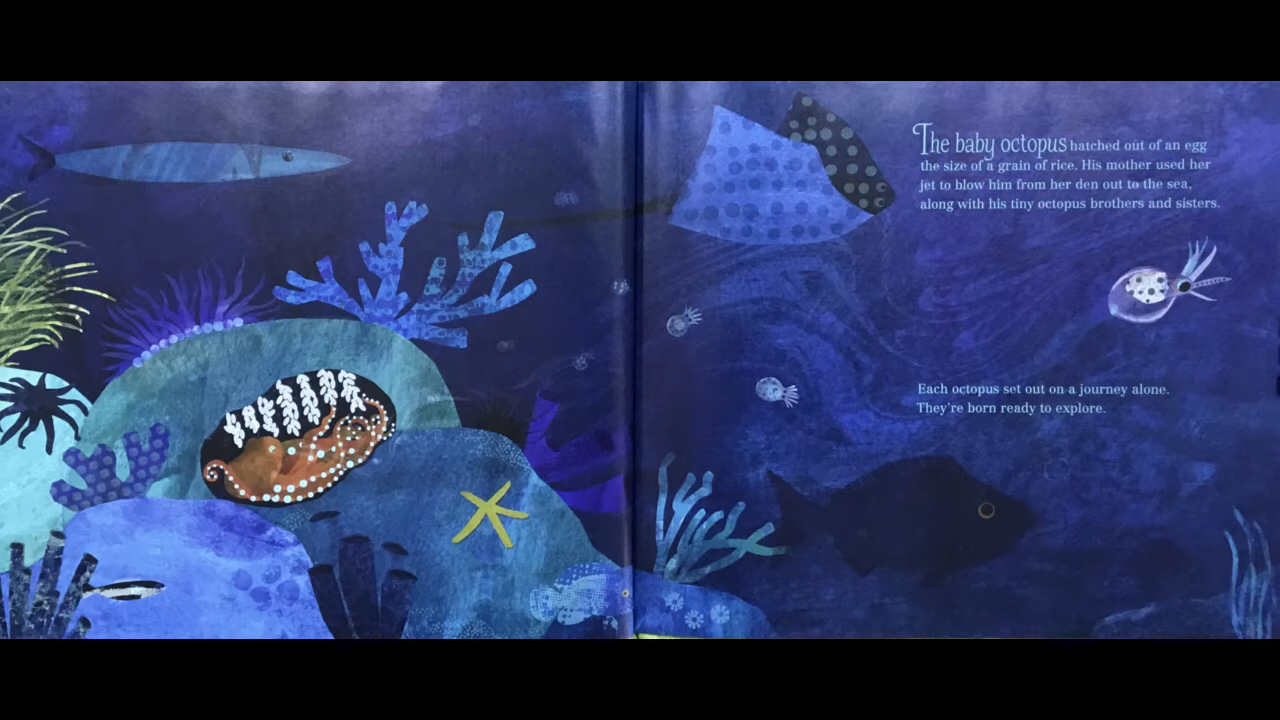 The baby octopus hatched out of an egg
the size of a grain of rice. His mother used her
jet to blow him from her den out to the sea,
along with his tiny octopus brothers and sisters.
Each octopus set out on a journey alone.
They're born ready to explore.